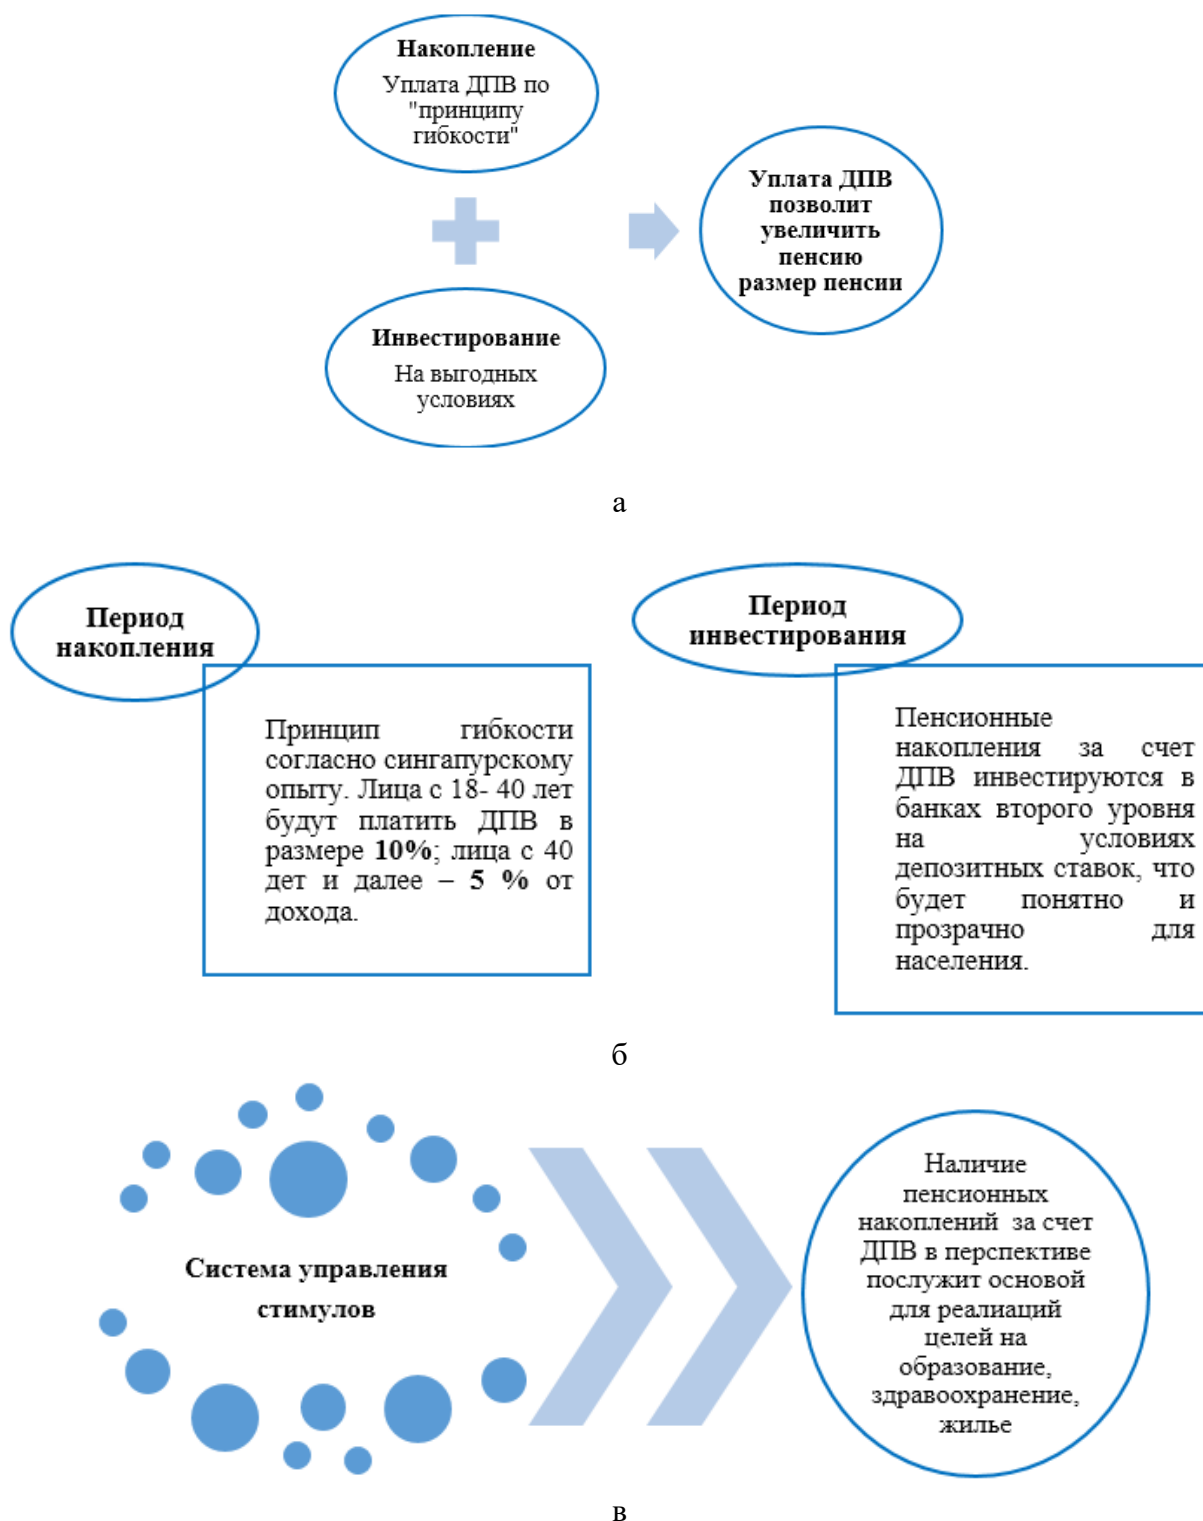 Накопление
Уплата ДПВ по
"принципу
гибкости"
Инвестирование
На выгодных
условиях
Уплата ДПВ
позволит
увеличить
пенсию
размер пенсии
а
Период
накопления
Принцип гибкости
согласно сингапурскому
опыту. Лица с 18- 40 лет
будут платить ДПВ в
размере 10%; лица с 40
дет и далее – 5 % от
дохода.
Период
инвестирования
Пенсионные
накопления за счет
ДПВ инвестируются в
банках второго уровня
на условиях
депозитных ставок, что
будет понятно и
прозрачно для
населения.
б
Система управления
стимулов
Наличие
пенсионных
накоплений за счет
ДПВ в перспективе
послужит основой
для реалиаций
целей на
образование,
здравоохранение,
жилье
в